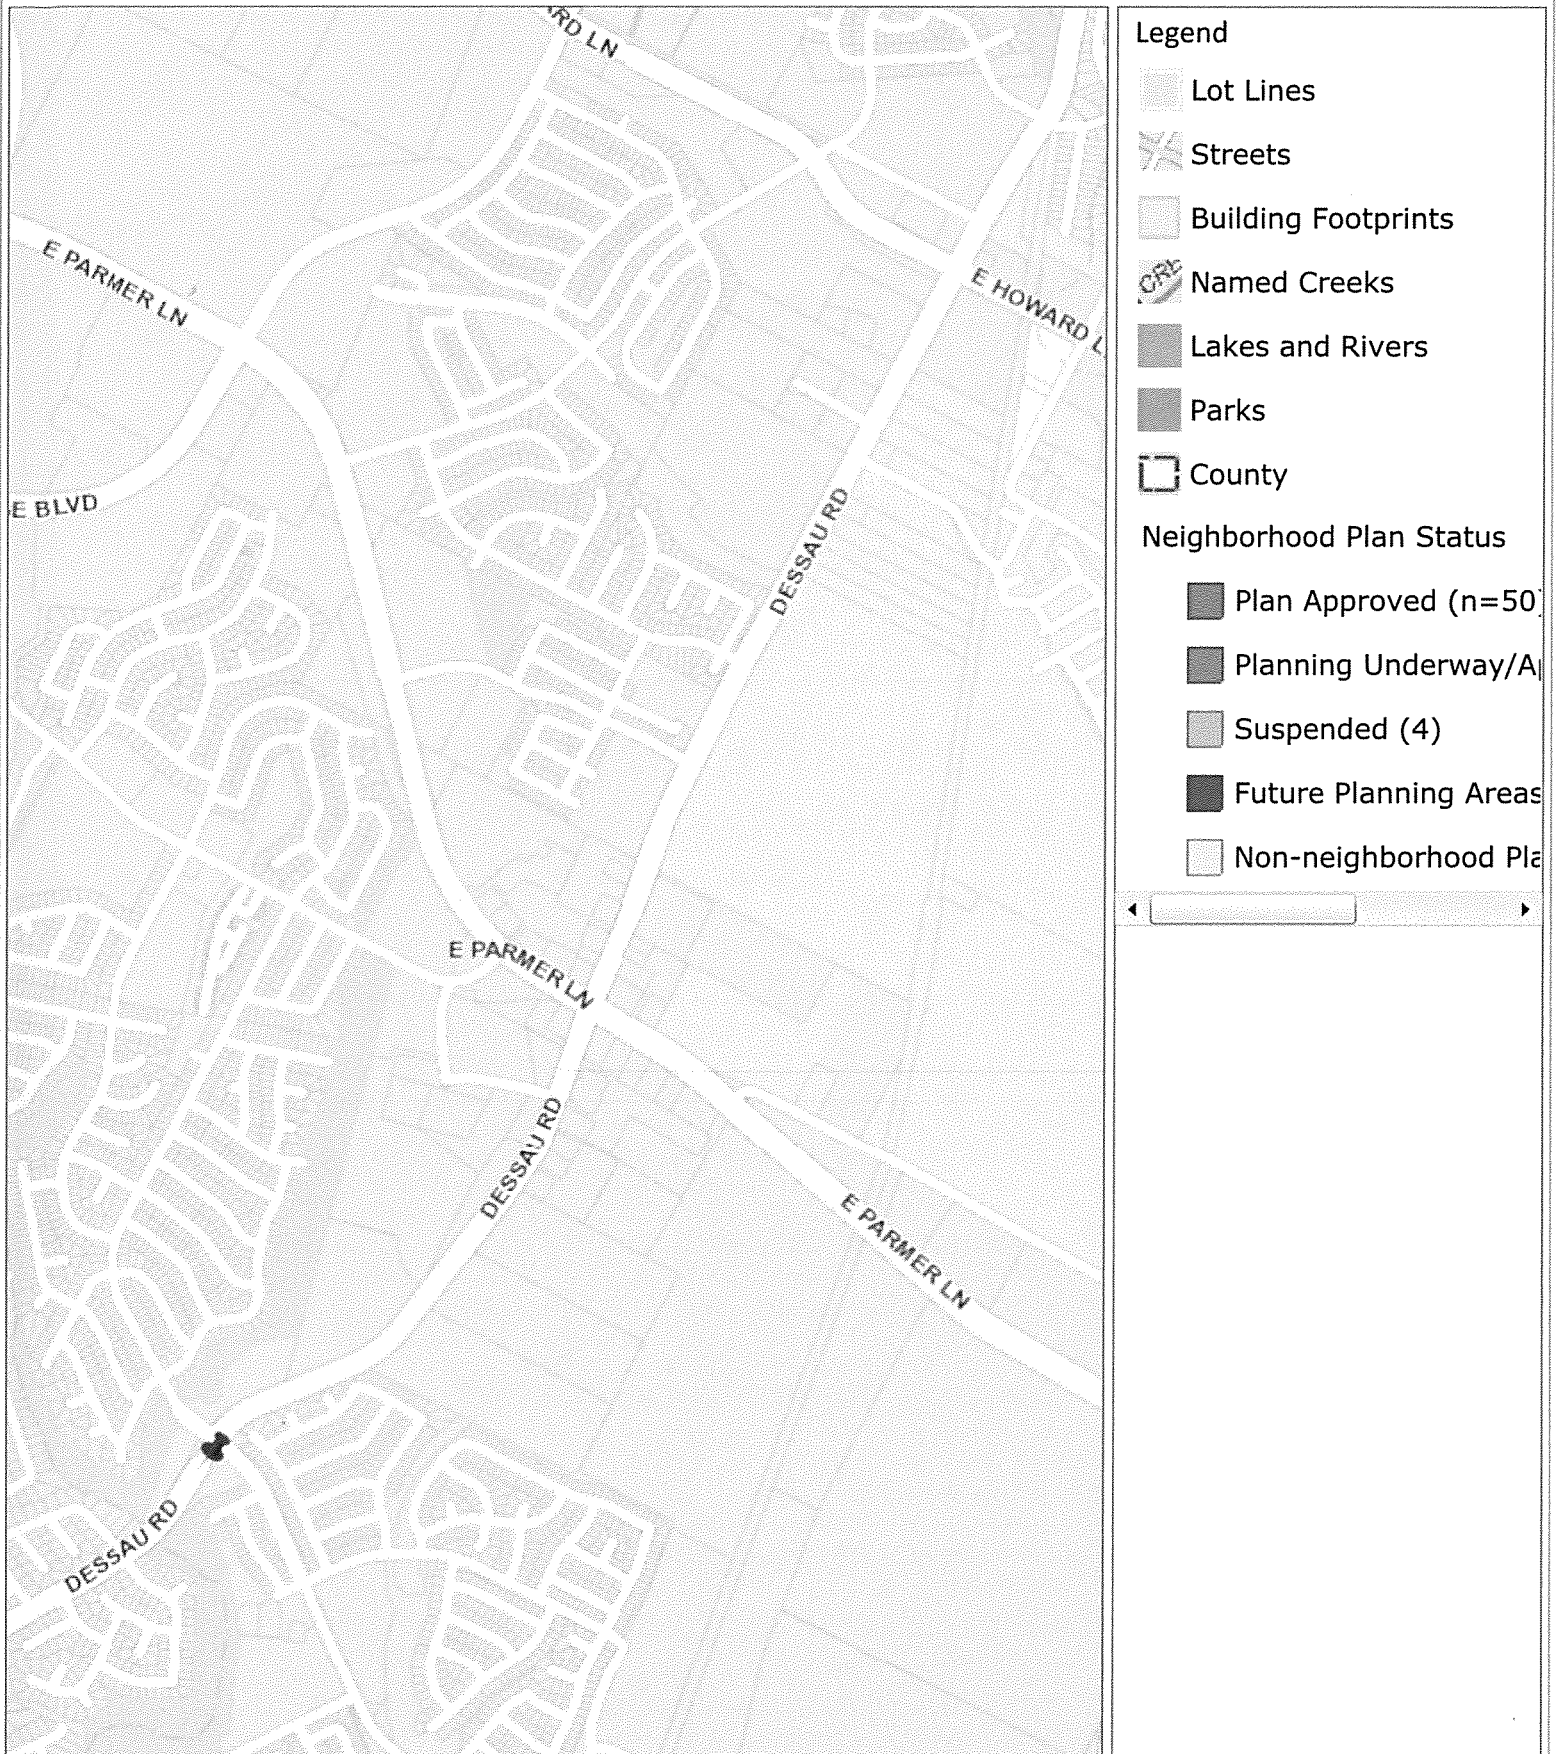 RD LN
E PARMER LN
E HOWARD L
E BLVD
DESSAU RD
E PARMER LN
DESSAU RD
E PARMER LN
DESSAU RD
Legend
Lot Lines
Streets
Building Footprints
CRE
Named Creeks
Lakes and Rivers
Parks
County
Neighborhood Plan Status
Plan Approved (n=50)
Planning Underway/A
Suspended (4)
Future Planning Areas
Non-neighborhood Pla